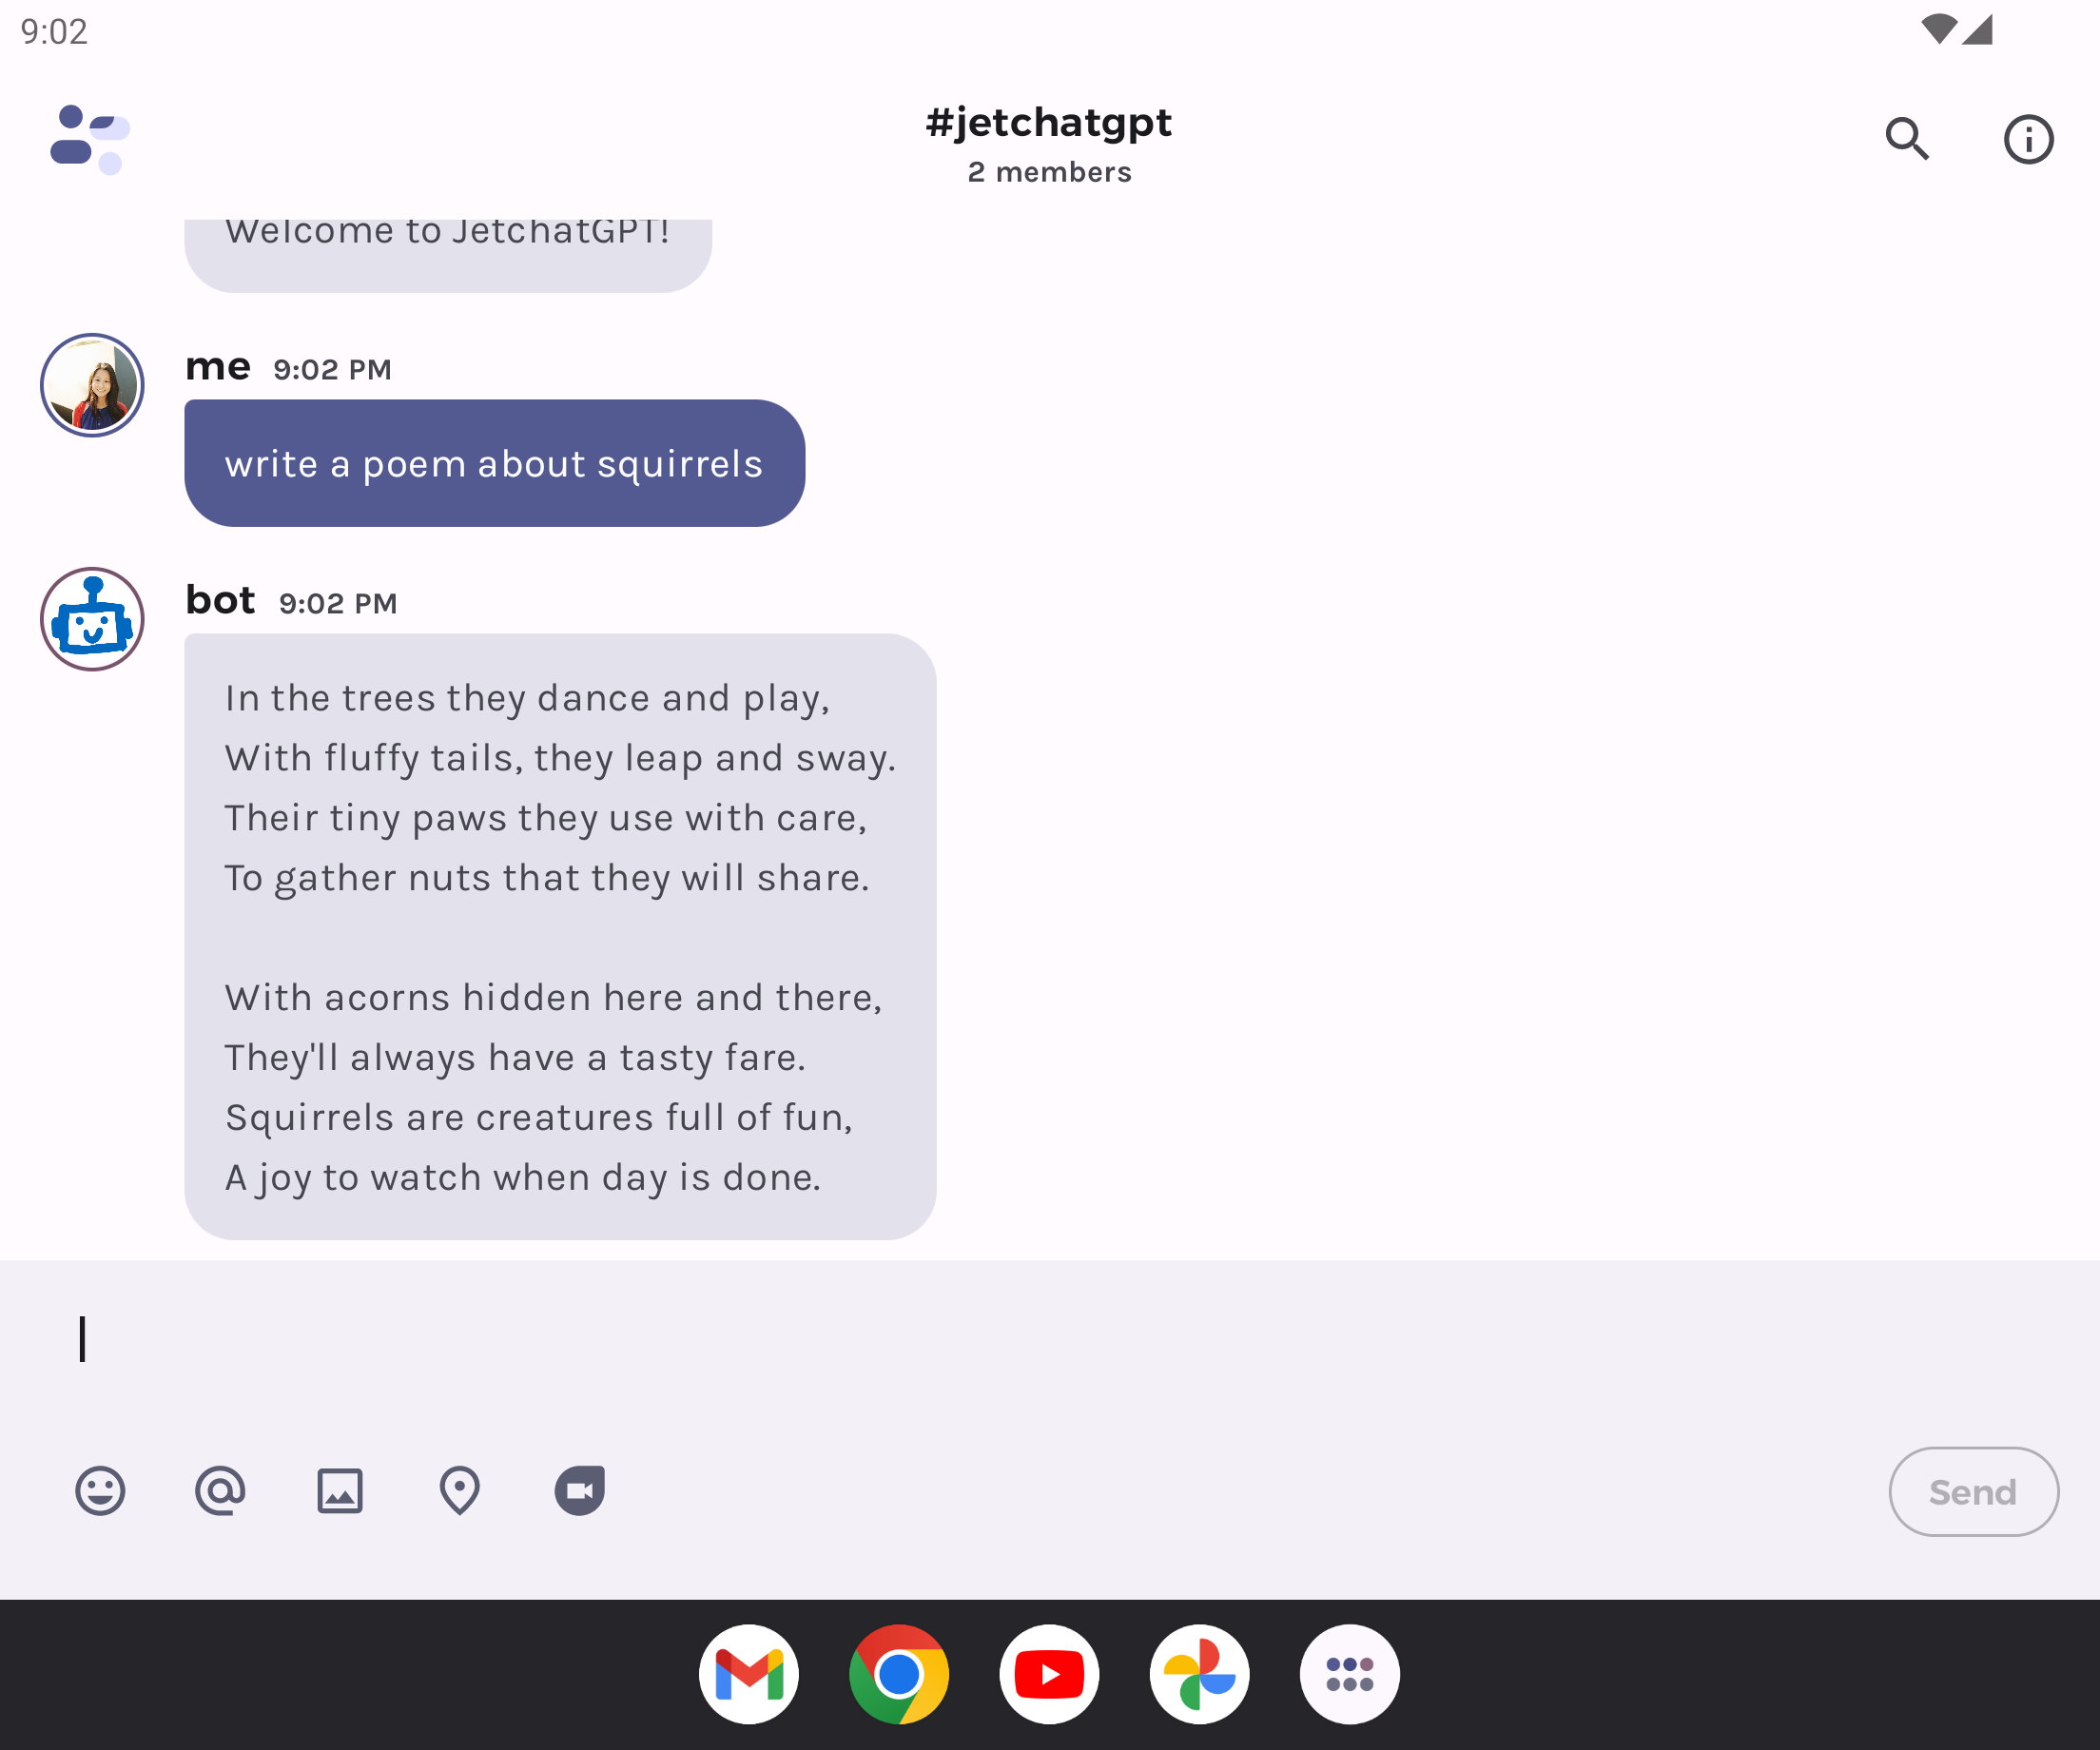 9:02
#jetchatgpt
2 members
Welcome to JetchatGPT!
me 9:02 PM
write a poem about squirrels
bot 9:02 PM
In the trees they dance and play,
With fluffy tails, they leap and sway.
Their tiny paws they use with care,
To gather nuts that they will share.
With acorns hidden here and there,
They'll always have a tasty fare.
Squirrels are creatures full of fun,
A joy to watch when day is done.
Send